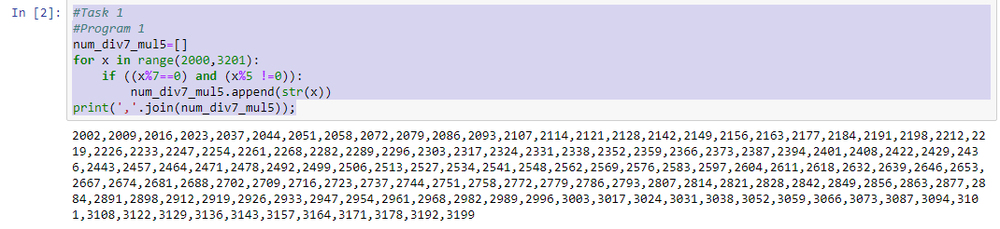 In [2]: #Task 1
#Program 1
num_div7_mul5=[]
for x in range(2000,3201):
    if ((x%7==0) and (x%5 !=0)):
        num_div7_mul5.append(str(x))
print(','.join(num_div7_mul5));
2002,2009,2016,2023,2037,2044,2051,2058,2072,2079,2086,2093,2107,2114,2121,2128,2142,2149,2156,2163,2177,2184,2191,2198,2212,22
19,2226,2233,2247,2254,2261,2268,2282,2289,2296,2303,2317,2324,2331,2338,2352,2359,2366,2373,2387,2394,2401,2408,2422,2429,243
6,2443,2457,2464,2471,2478,2492,2499,2506,2513,2527,2534,2541,2548,2562,2569,2576,2583,2597,2604,2611,2618,2632,2639,2646,2653,
2667,2674,2681,2688,2702,2709,2716,2723,2737,2744,2751,2758,2772,2779,2786,2793,2807,2814,2821,2828,2842,2849,2856,2863,2877,28
84,2891,2898,2912,2919,2926,2933,2947,2954,2961,2968,2982,2989,2996,3003,3017,3024,3031,3038,3052,3059,3066,3073,3087,3094,310
1,3108,3122,3129,3136,3143,3157,3164,3171,3178,3192,3199